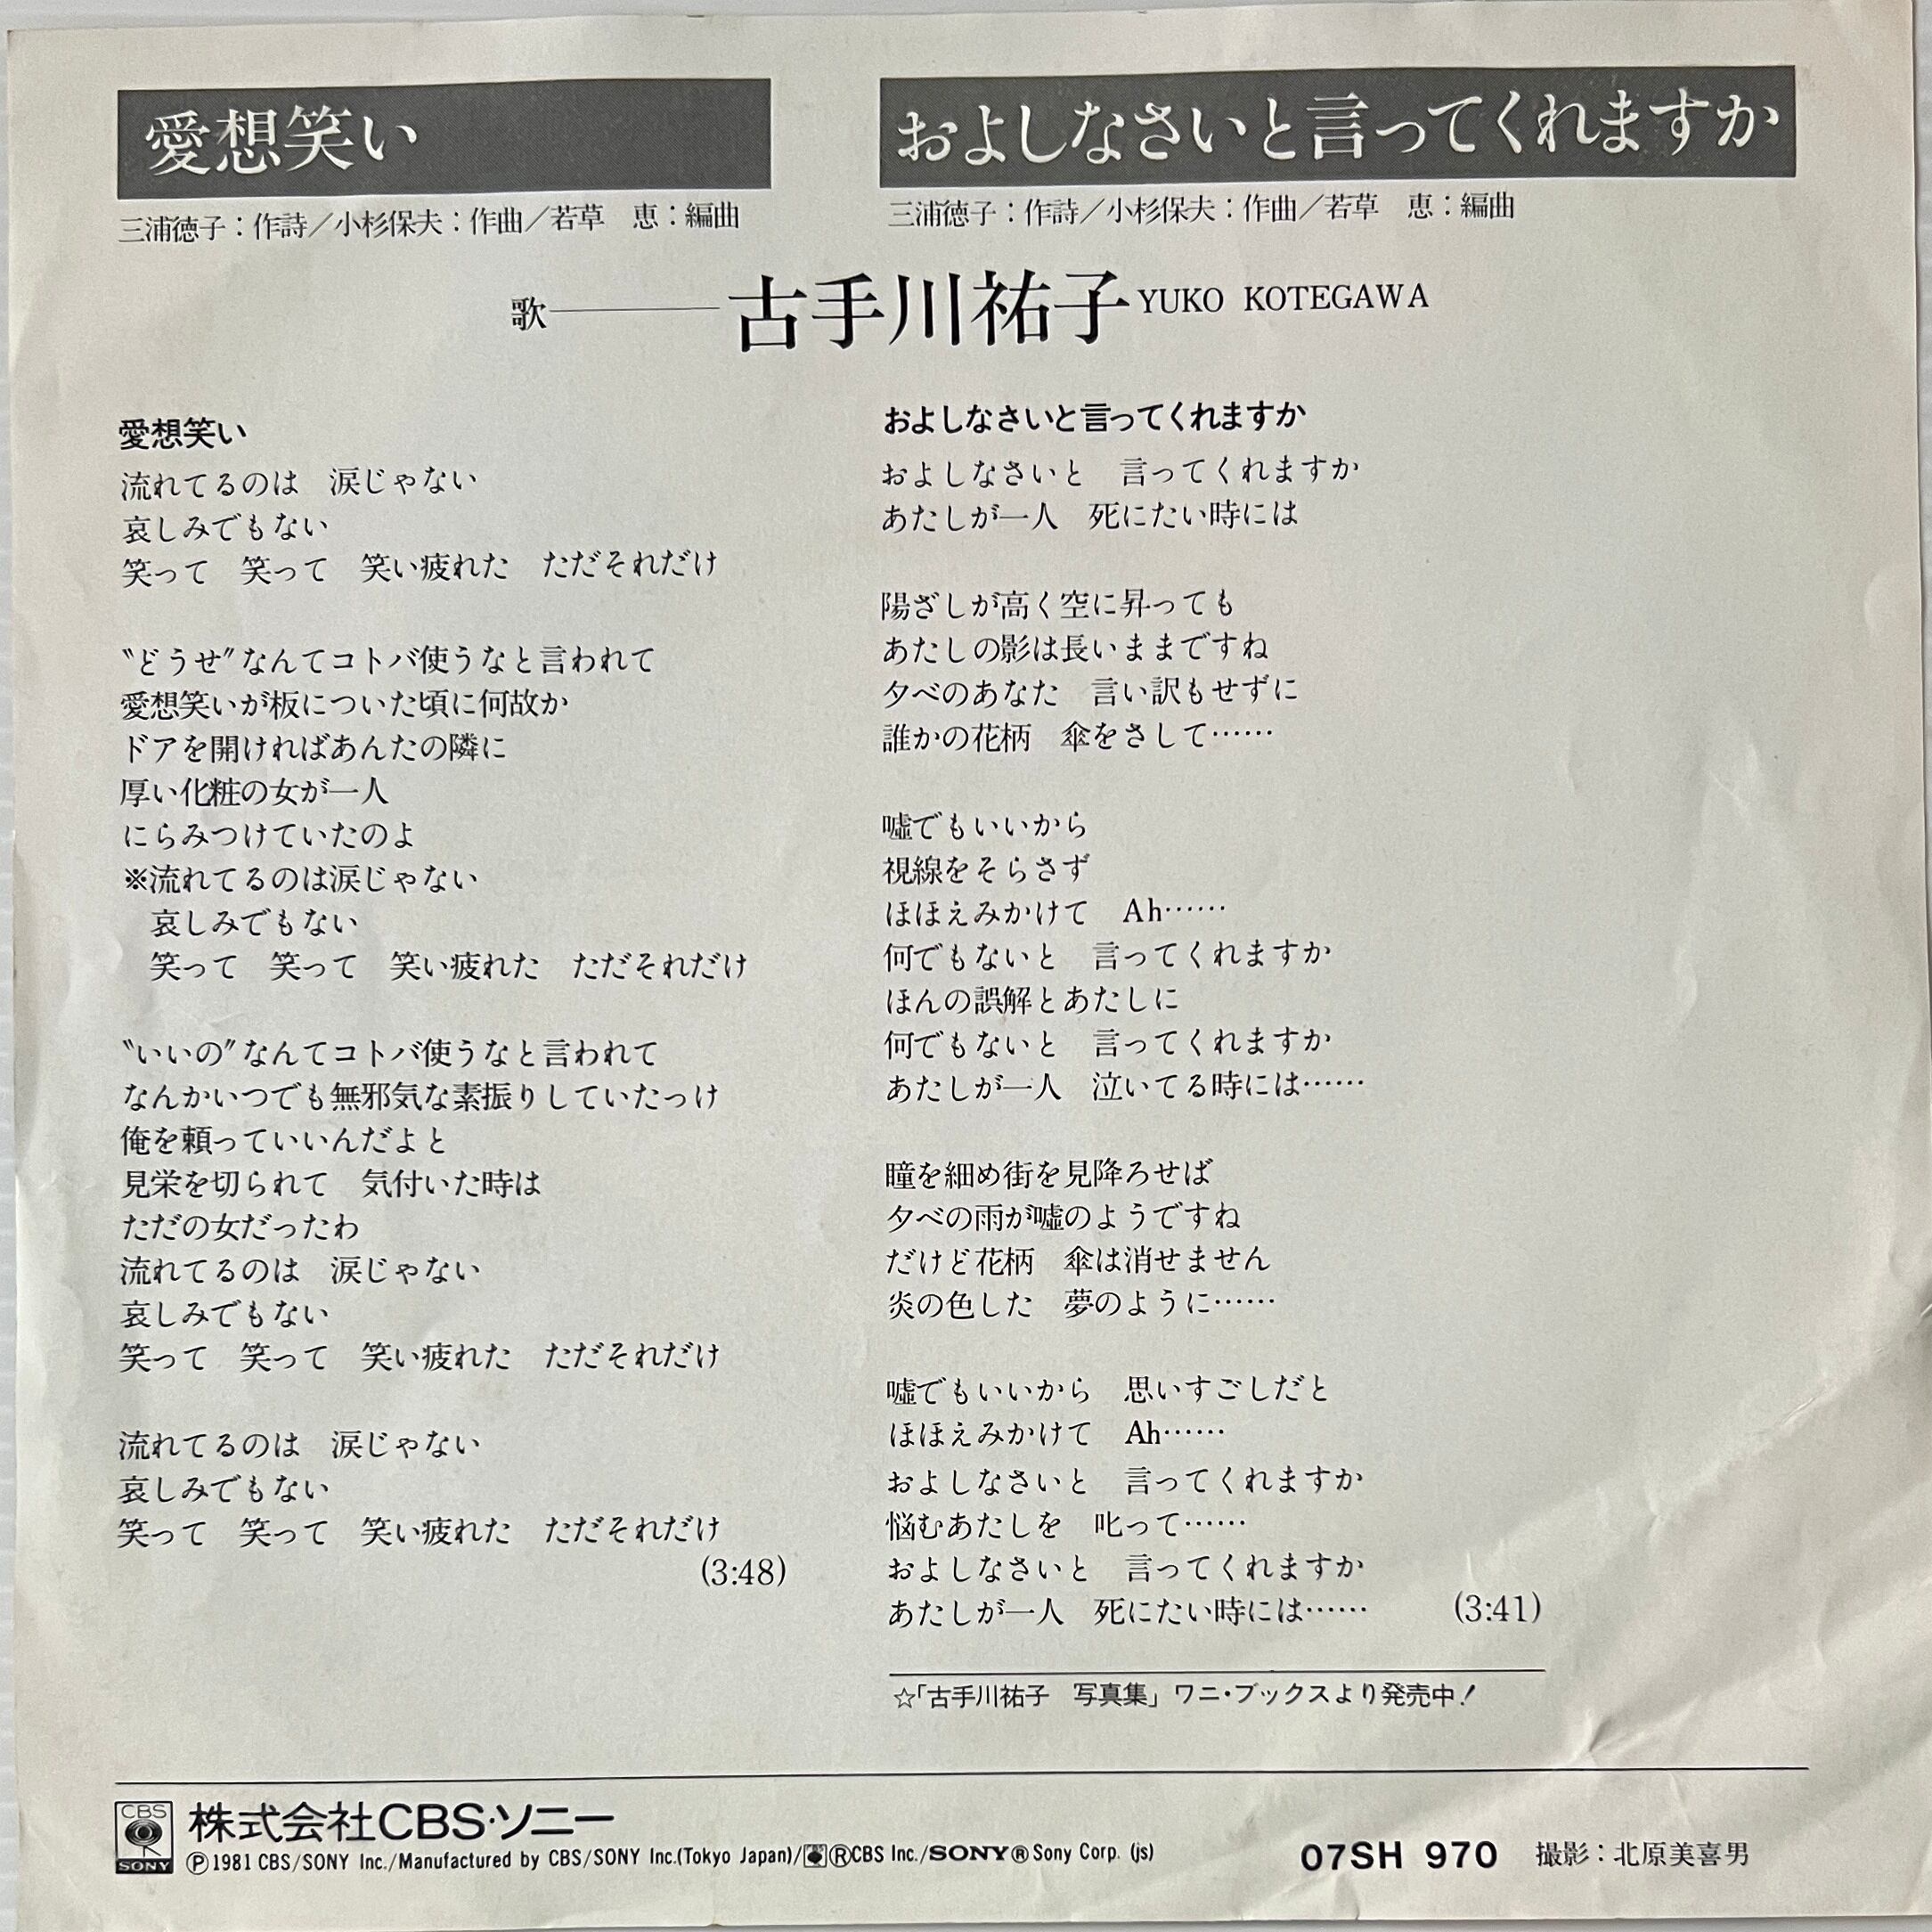 愛想笑い
三浦徳子：作詩／小杉保夫：作曲／若草　恵：編曲
およしなさいと言ってくれますか
三浦徳子：作詩／小杉保夫：作曲／若草　恵：編曲
歌――古手川祐子 YUKO KOTEGAWA
愛想笑い
流れてるのは　涙じゃない
哀しみでもない
笑って　笑って　笑い疲れた　ただそれだけ
〝どうせ〟なんてコトバ使うなと言われて
愛想笑いが板についた頃に何故か
ドアを開ければあんたの隣に
厚い化粧の女が一人
にらみつけていたのよ
※流れてるのは涙じゃない
哀しみでもない
笑って　笑って　笑い疲れた　ただそれだけ
〝いいの〟なんてコトバ使うなと言われて
なんかいつでも無邪気な素振りしていたっけ
俺を頼っていいんだよと
見栄を切られて　気付いた時は
ただの女だったわ
流れてるのは　涙じゃない
哀しみでもない
笑って　笑って　笑い疲れた　ただそれだけ
流れてるのは　涙じゃない
哀しみでもない
笑って　笑って　笑い疲れた　ただそれだけ
(3:48)
およしなさいと言ってくれますか
およしなさいと　言ってくれますか
あたしが一人　死にたい時には
陽ざしが高く空に昇っても
あたしの影は長いままですね
夕べのあなた　言い訳もせずに
誰かの花柄　傘をさして……
嘘でもいいから
視線をそらさず
ほほえみかけて　Ah……
何でもないと　言ってくれますか
ほんの誤解とあたしに
何でもないと　言ってくれますか
あたしが一人　泣いてる時には……
瞳を細め街を見降ろせば
夕べの雨が嘘のようですね
だけど花柄　傘は消せません
炎の色した　夢のように……
嘘でもいいから　思いすごしだと
ほほえみかけて　Ah……
およしなさいと　言ってくれますか
悩むあたしを　叱って……
およしなさいと　言ってくれますか
あたしが一人　死にたい時には……　(3:41)
☆「古手川祐子　写真集」ワニ・ブックスより発売中！
CBS SONY 株式会社CBS・ソニー
Ⓟ1981 CBS/SONY Inc./Manufactured by CBS/SONY Inc.(Tokyo Japan)/ⓇCBS Inc./SONY® Sony Corp. (js)
07SH 970　撮影：北原美喜男